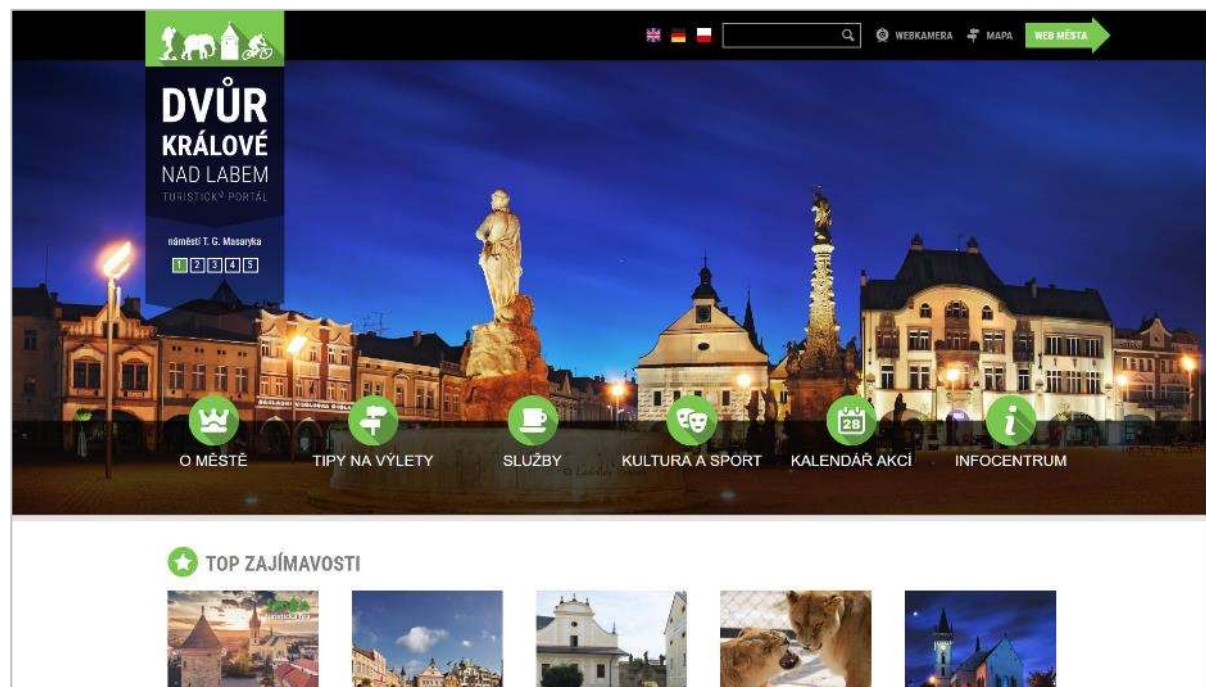 WEBKAMERA
MAPA
WEB MĚSTA
DVŮR
KRÁLOVÉ
NAD LABEM
TURISTICKÝ PORTÁL
náměstí T. G. Masaryka
1 2 3 4 5
28
O MĚSTĚ
TIPY NA VÝLETY
SLUŽBY
KULTURA A SPORT
KALENDÁŘ AKCÍ
INFOCENTRUM
TOP ZAJÍMAVOSTI